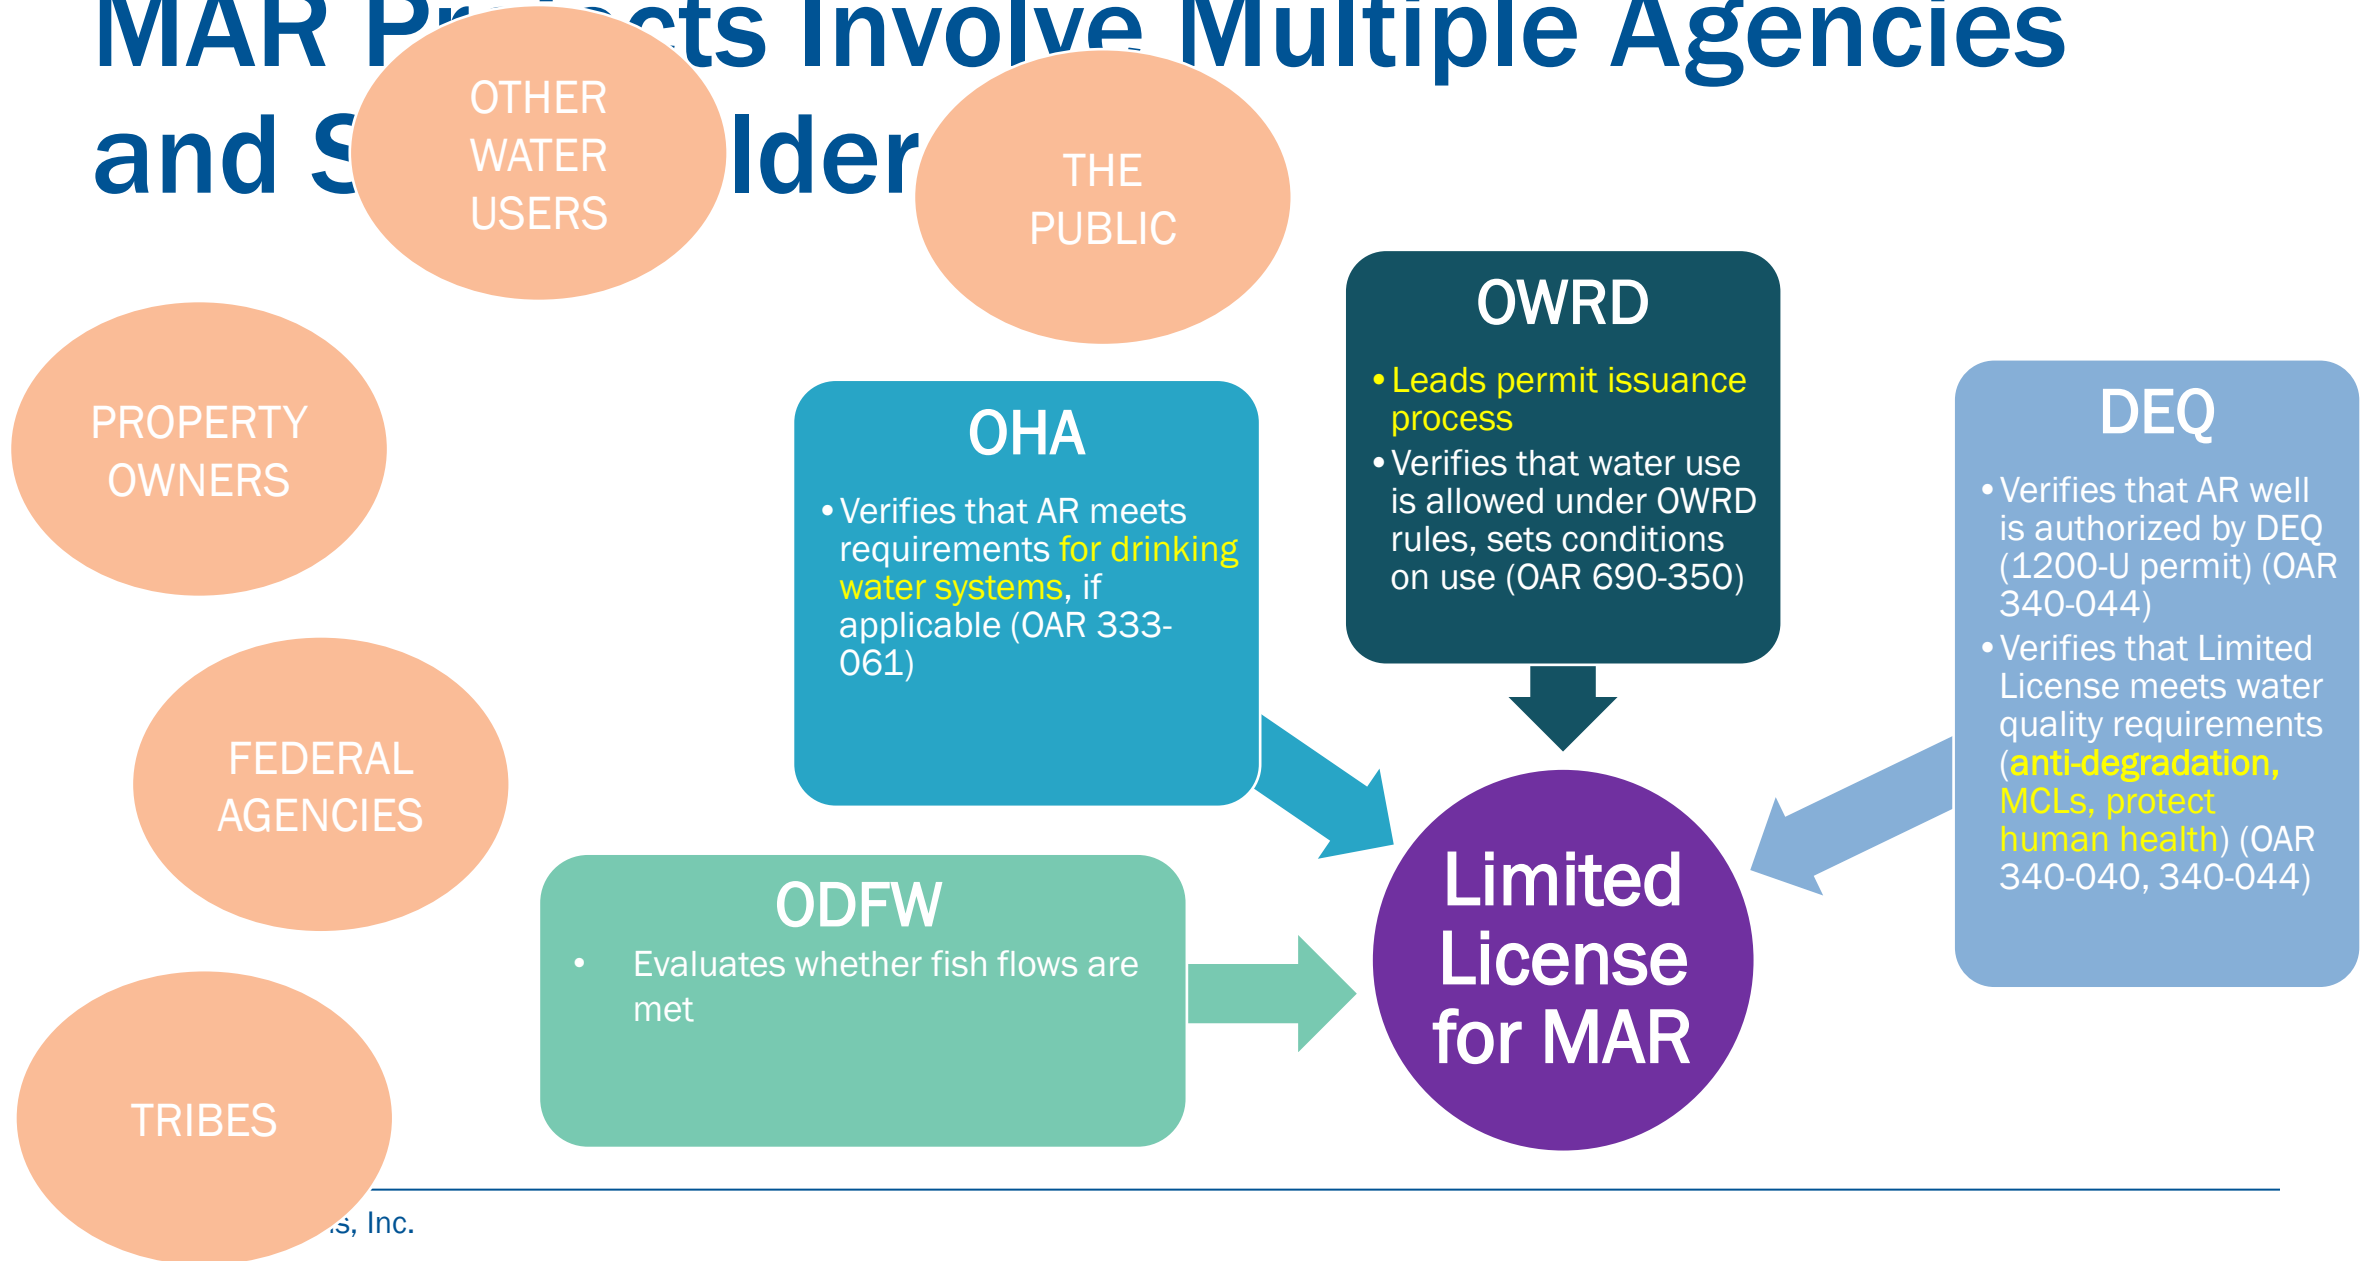 MAR Projects Involve Multiple Agencies
and
OTHER
WATER
USERS
THE
PUBLIC
PROPERTY
OWNERS
FEDERAL
AGENCIES
TRIBES
OHA
• Verifies that AR meets
requirements for drinking
water systems, if
applicable (OAR 333-
061)
OWRD
• Leads permit issuance
process
• Verifies that water use
is allowed under OWRD
rules, sets conditions
on use (OAR 690-350)
DEQ
• Verifies that AR well
is authorized by DEQ
(1200-U permit) (OAR
340-044)
• Verifies that Limited
License meets water
quality requirements
(anti-degradation,
MCLs, protect
human health) (OAR
340-040, 340-044)
ODFW
• Evaluates whether fish flows are
met
Limited
License
for MAR
Inc.